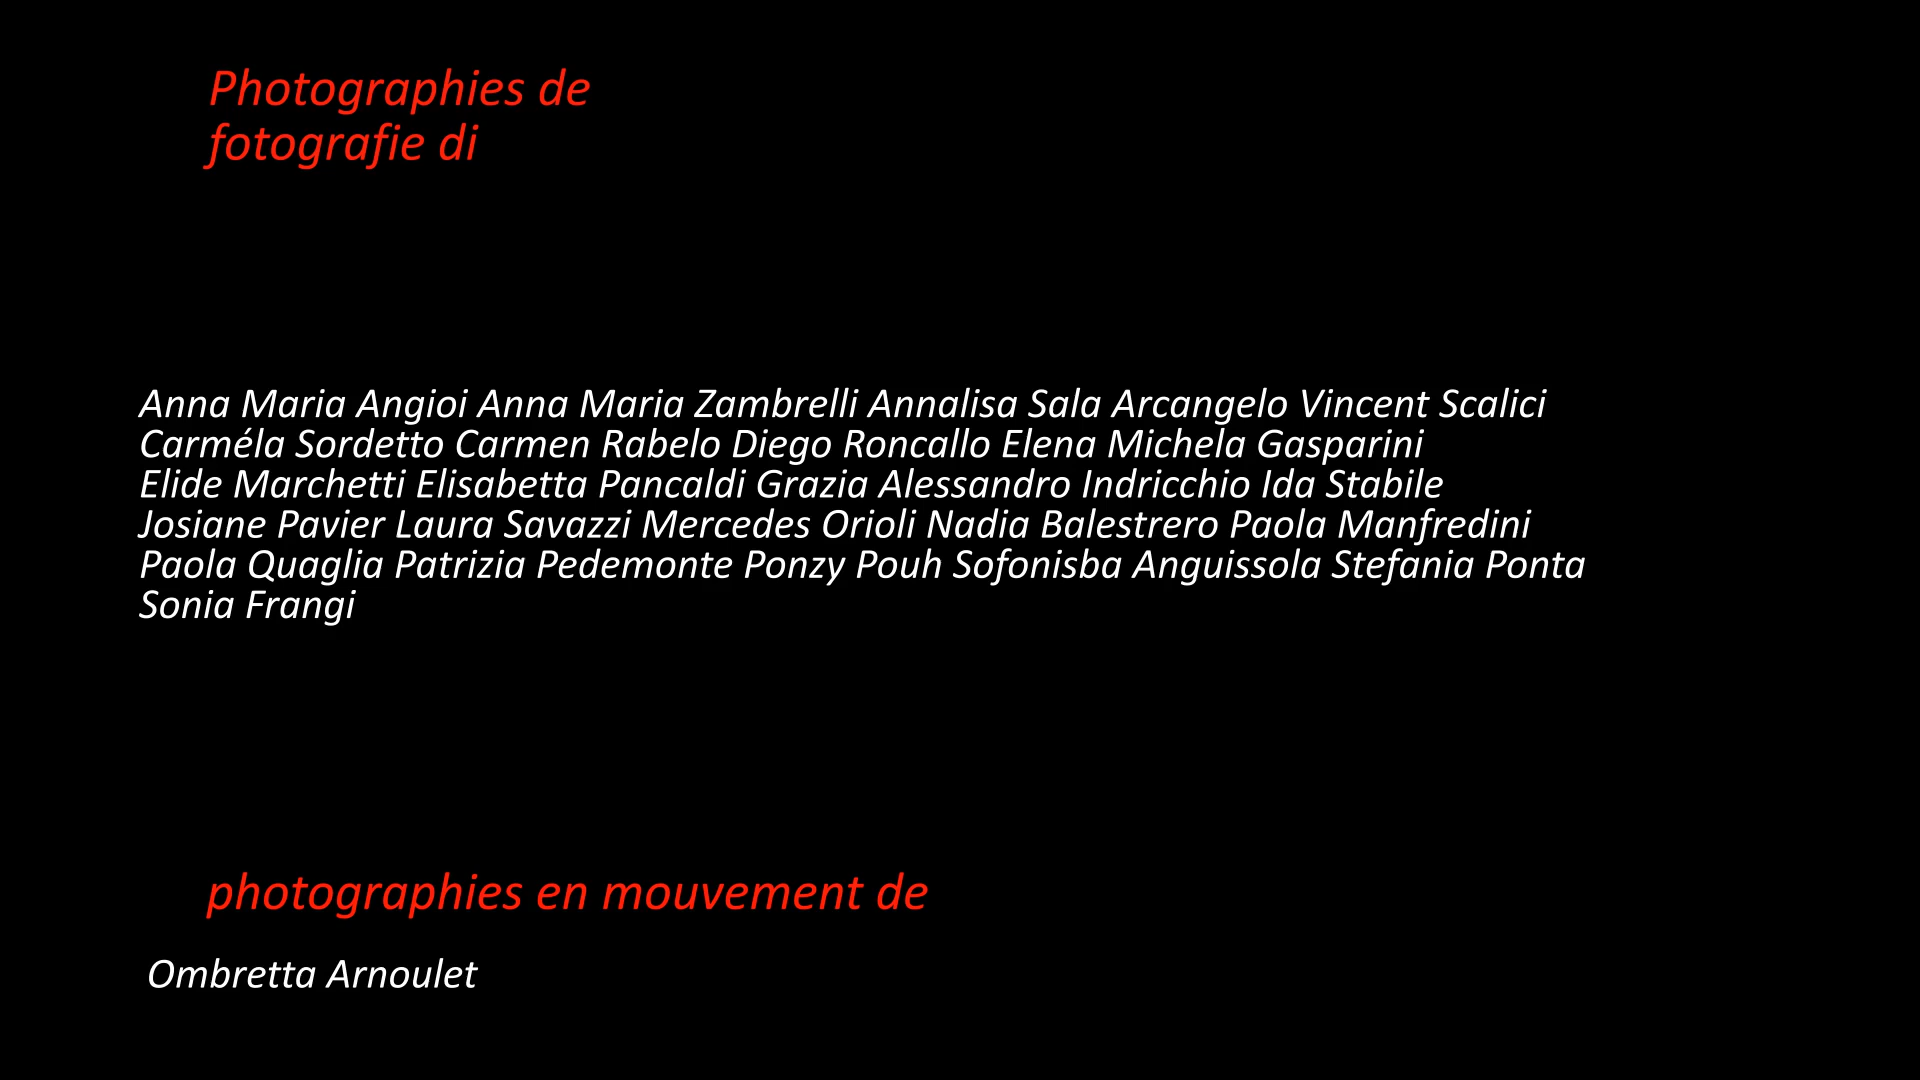 Photographies de
fotografie di
Anna Maria Angioi Anna Maria Zambrelli Annalisa Sala Arcangelo Vincent Scalici
Carméla Sordetto Carmen Rabelo Diego Roncallo Elena Michela Gasparini
Elide Marchetti Elisabetta Pancaldi Grazia Alessandro Indricchio Ida Stabile
Josiane Pavier Laura Savazzi Mercedes Orioli Nadia Balestrero Paola Manfredini
Paola Quaglia Patrizia Pedemonte Ponzy Pouh Sofonisba Anguissola Stefania Ponta
Sonia Frangi
photographies en mouvement de
Ombretta Arnoulet